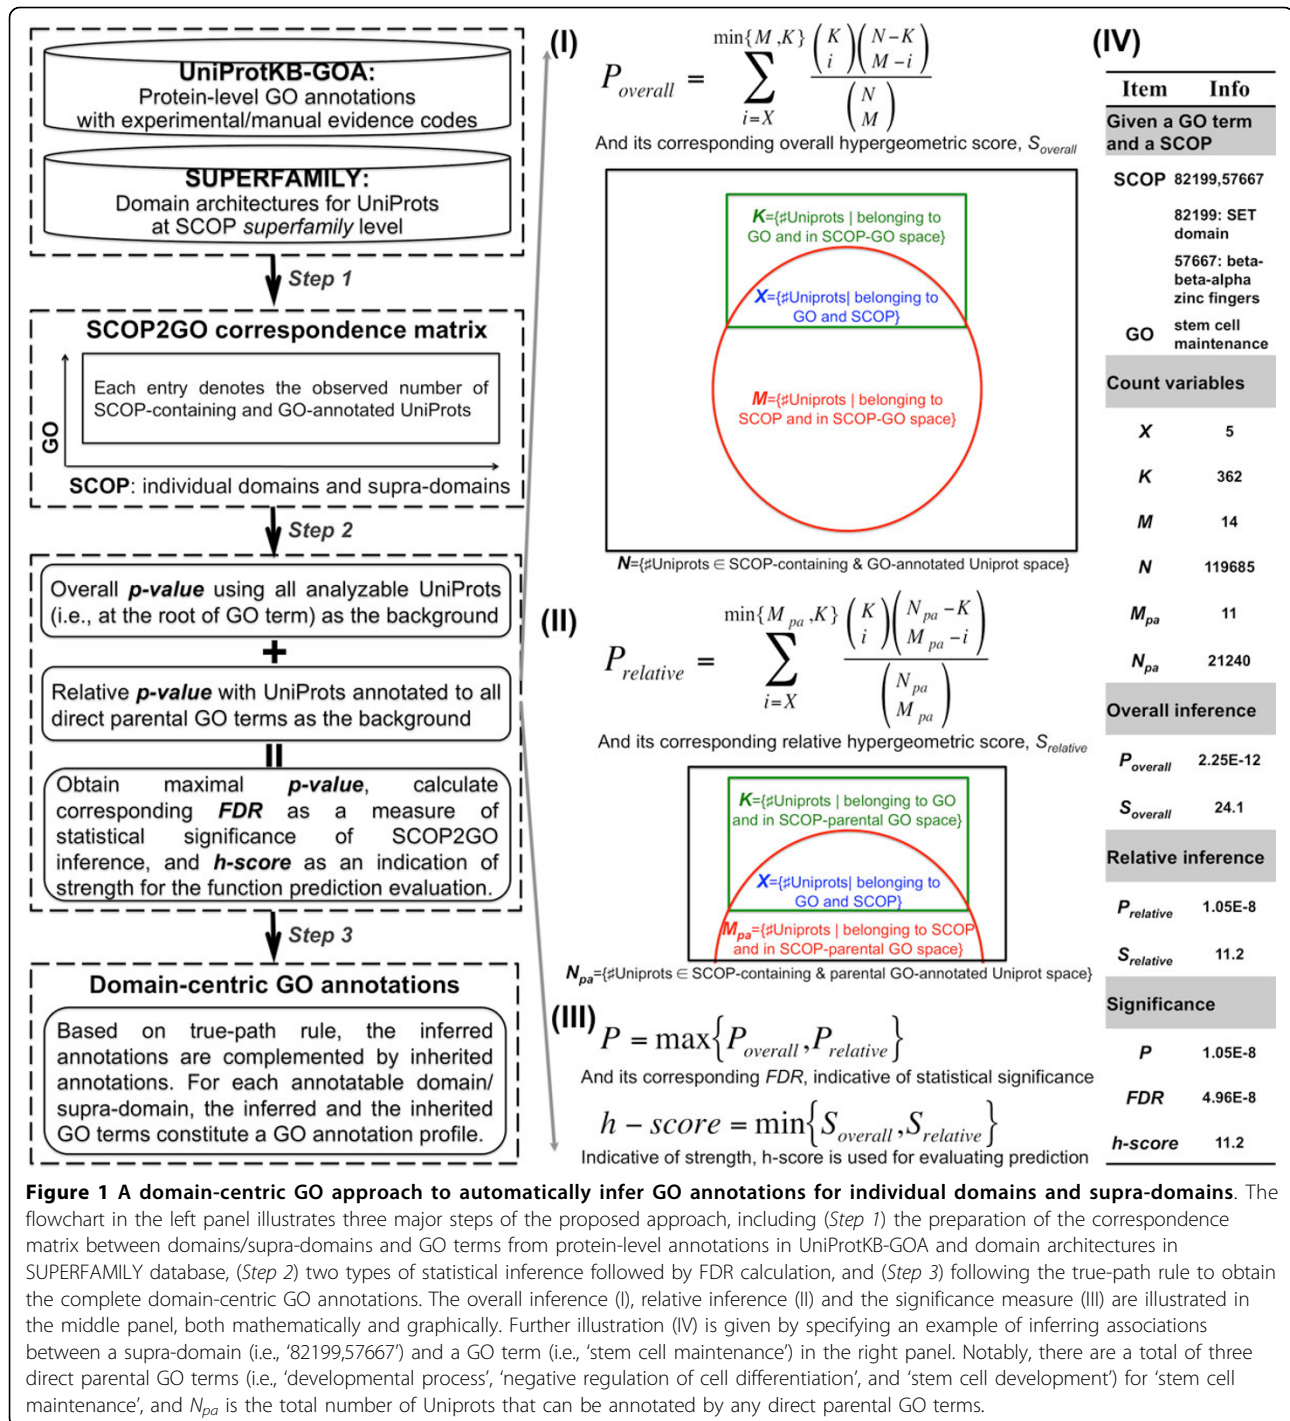 UniProtKB-GOA:
Protein-level GO annotations
with experimental/manual evidence codes
SUPERFAMILY:
Domain architectures for UniProts
at SCOP superfamily level
Step 1
SCOP2GO correspondence matrix
Each entry denotes the observed number of
SCOP-containing and GO-annotated UniProts
GO
SCOP: individual domains and supra-domains
Step 2
Overall p-value using all analyzable UniProts
(i.e., at the root of GO term) as the background
+
Relative p-value with UniProts annotated to all
direct parental GO terms as the background
=
Obtain maximal p-value, calculate
corresponding FDR as a measure of
statistical significance of SCOP2GO
inference, and h-score as an indication of
strength for the function prediction evaluation.
Step 3
Domain-centric GO annotations
Based on true-path rule, the inferred
annotations are complemented by inherited
annotations. For each annotatable domain/
supra-domain, the inferred and the inherited
GO terms constitute a GO annotation profile.
(I)
P_overall = ∑_{i=X}^{min{M,K}} (K i)(N−K M−i) / (N M)
And its corresponding overall hypergeometric score, S_overall
K={♯Uniprots | belonging to
GO and in SCOP-GO space}
X={♯Uniprots| belonging to
GO and SCOP}
M={♯Uniprots | belonging to
SCOP and in SCOP-GO space}
N={♯Uniprots ∈ SCOP-containing & GO-annotated Uniprot space}
(II)
P_relative = ∑_{i=X}^{min{M_pa,K}} (K i)(N_pa−K M_pa−i) / (N_pa M_pa)
And its corresponding relative hypergeometric score, S_relative
K={♯Uniprots | belonging to GO
and in SCOP-parental GO space}
X={♯Uniprots| belonging to
GO and SCOP}
M_pa={♯Uniprots | belonging to SCOP
and in SCOP-parental GO space}
N_pa={♯Uniprots ∈ SCOP-containing & parental GO-annotated Uniprot space}
(III)
P = max{P_overall, P_relative}
And its corresponding FDR, indicative of statistical significance
h − score = min{S_overall, S_relative}
Indicative of strength, h-score is used for evaluating prediction
(IV)
Item Info
Given a GO term
and a SCOP
SCOP 82199,57667
82199: SET
domain
57667: beta-
beta-alpha
zinc fingers
GO stem cell
maintenance
Count variables
X 5
K 362
M 14
N 119685
M_pa 11
N_pa 21240
Overall inference
P_overall 2.25E-12
S_overall 24.1
Relative inference
P_relative 1.05E-8
S_relative 11.2
Significance
P 1.05E-8
FDR 4.96E-8
h-score 11.2
Figure 1 A domain-centric GO approach to automatically infer GO annotations for individual domains and supra-domains. The
flowchart in the left panel illustrates three major steps of the proposed approach, including (Step 1) the preparation of the correspondence
matrix between domains/supra-domains and GO terms from protein-level annotations in UniProtKB-GOA and domain architectures in
SUPERFAMILY database, (Step 2) two types of statistical inference followed by FDR calculation, and (Step 3) following the true-path rule to obtain
the complete domain-centric GO annotations. The overall inference (I), relative inference (II) and the significance measure (III) are illustrated in
the middle panel, both mathematically and graphically. Further illustration (IV) is given by specifying an example of inferring associations
between a supra-domain (i.e., '82199,57667') and a GO term (i.e., 'stem cell maintenance') in the right panel. Notably, there are a total of three
direct parental GO terms (i.e., 'developmental process', 'negative regulation of cell differentiation', and 'stem cell development') for 'stem cell
maintenance', and N_pa is the total number of Uniprots that can be annotated by any direct parental GO terms.